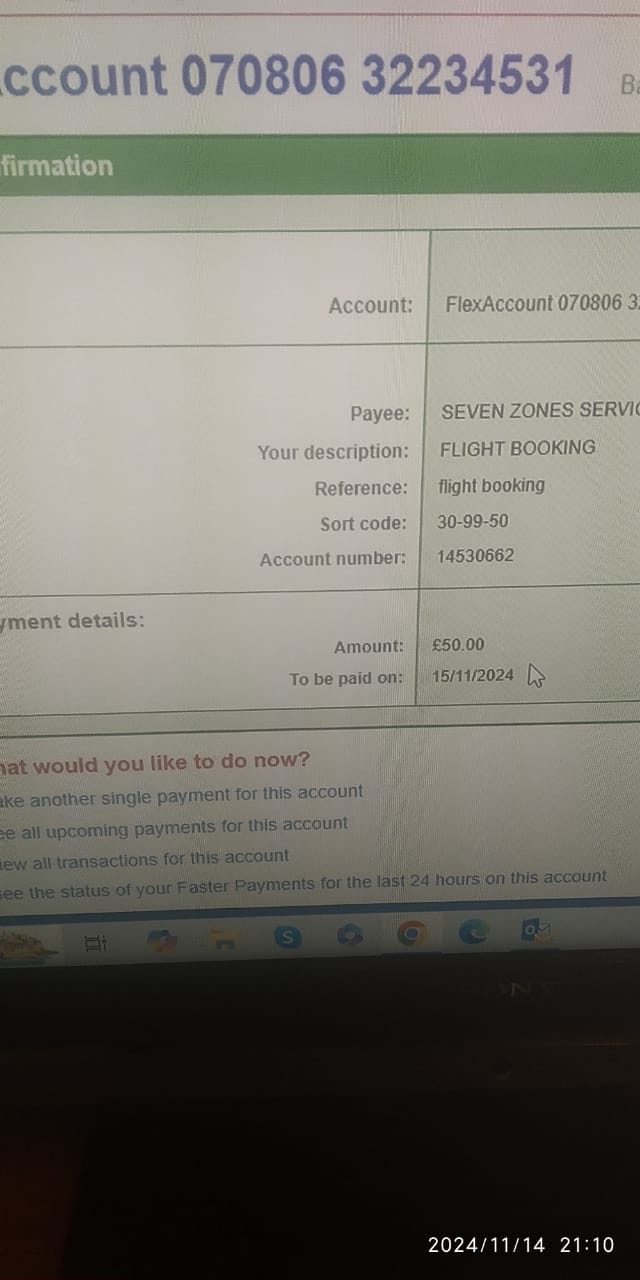 ccount 070806 32234531 Ba
firmation
Account: FlexAccount 070806 3
Payee: SEVEN ZONES SERVIC
Your description: FLIGHT BOOKING
Reference: flight booking
Sort code: 30-99-50
Account number: 14530662
yment details:
Amount: £50.00
To be paid on: 15/11/2024
hat would you like to do now?
ake another single payment for this account
ee all upcoming payments for this account
iew all transactions for this account
see the status of your Faster Payments for the last 24 hours on this account
SONY
2024/11/14 21:10